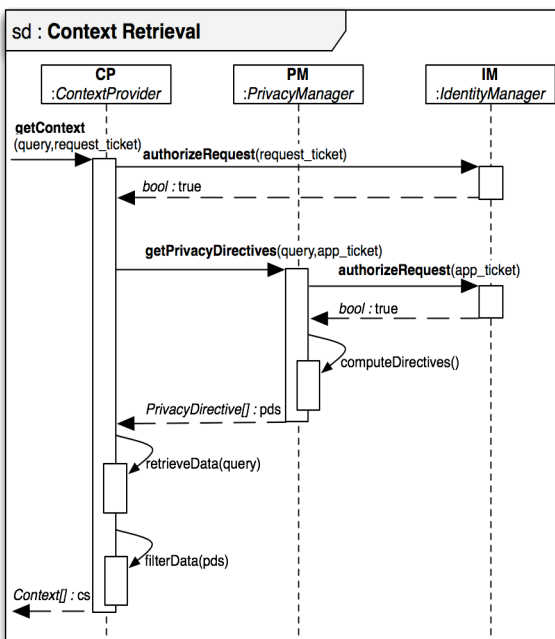 sd : Context Retrieval
CP
:ContextProvider
PM
:PrivacyManager
IM
:IdentityManager
getContext
(query,request_ticket)
authorizeRequest(request_ticket)
bool : true
getPrivacyDirectives(query,app_ticket)
authorizeRequest(app_ticket)
bool : true
computeDirectives()
PrivacyDirective[] : pds
retrieveData(query)
filterData(pds)
Context[] : cs